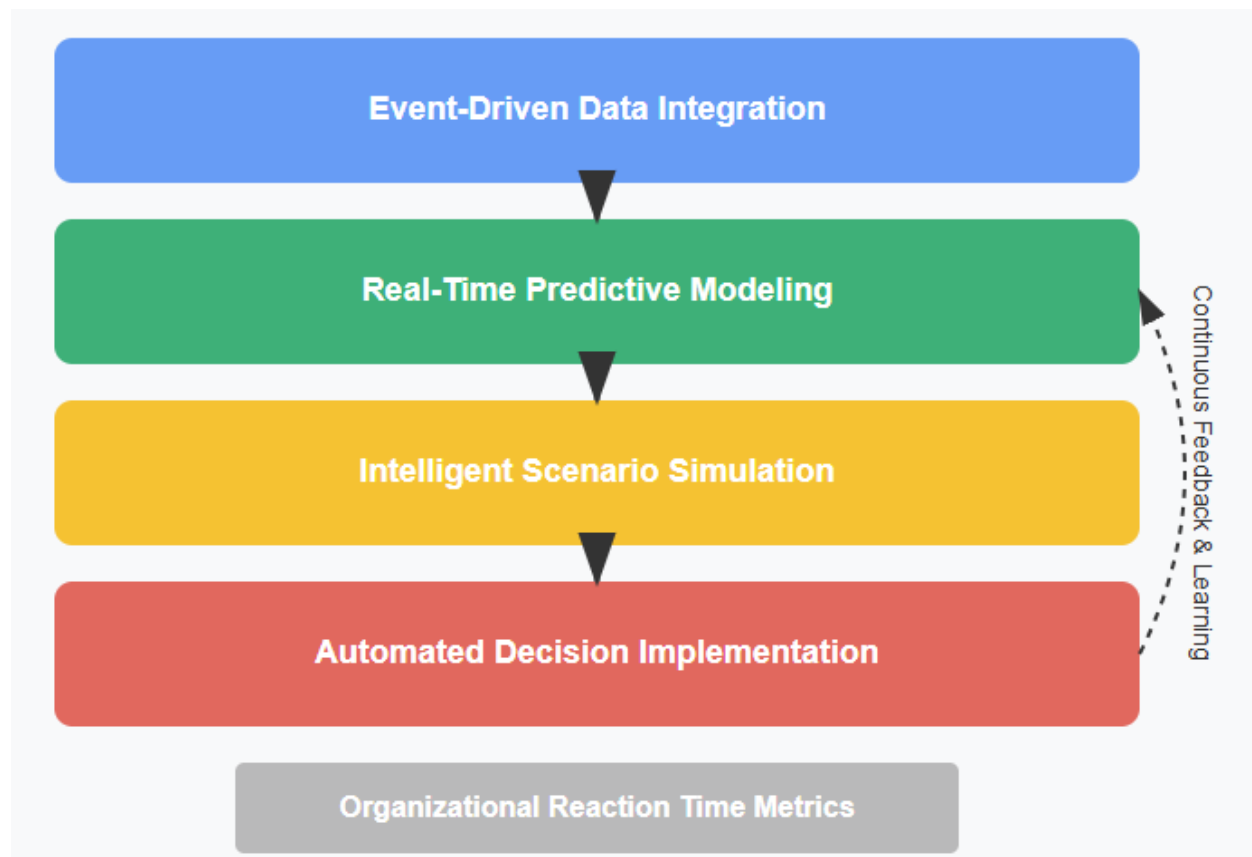 Event-Driven Data Integration
Real-Time Predictive Modeling
Continuous Feedback & Learning
Intelligent Scenario Simulation
Automated Decision Implementation
Organizational Reaction Time Metrics